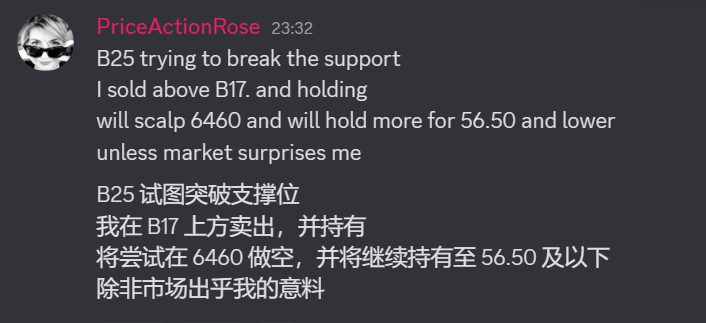 PriceActionRose 23:32
B25 trying to break the support
I sold above B17. and holding
will scalp 6460 and will hold more for 56.50 and lower
unless market surprises me
B25 试图突破支撑位
我在 B17 上方卖出，并持有
将尝试在 6460 做空，并将继续持有至 56.50 及以下
除非市场出乎我的意料